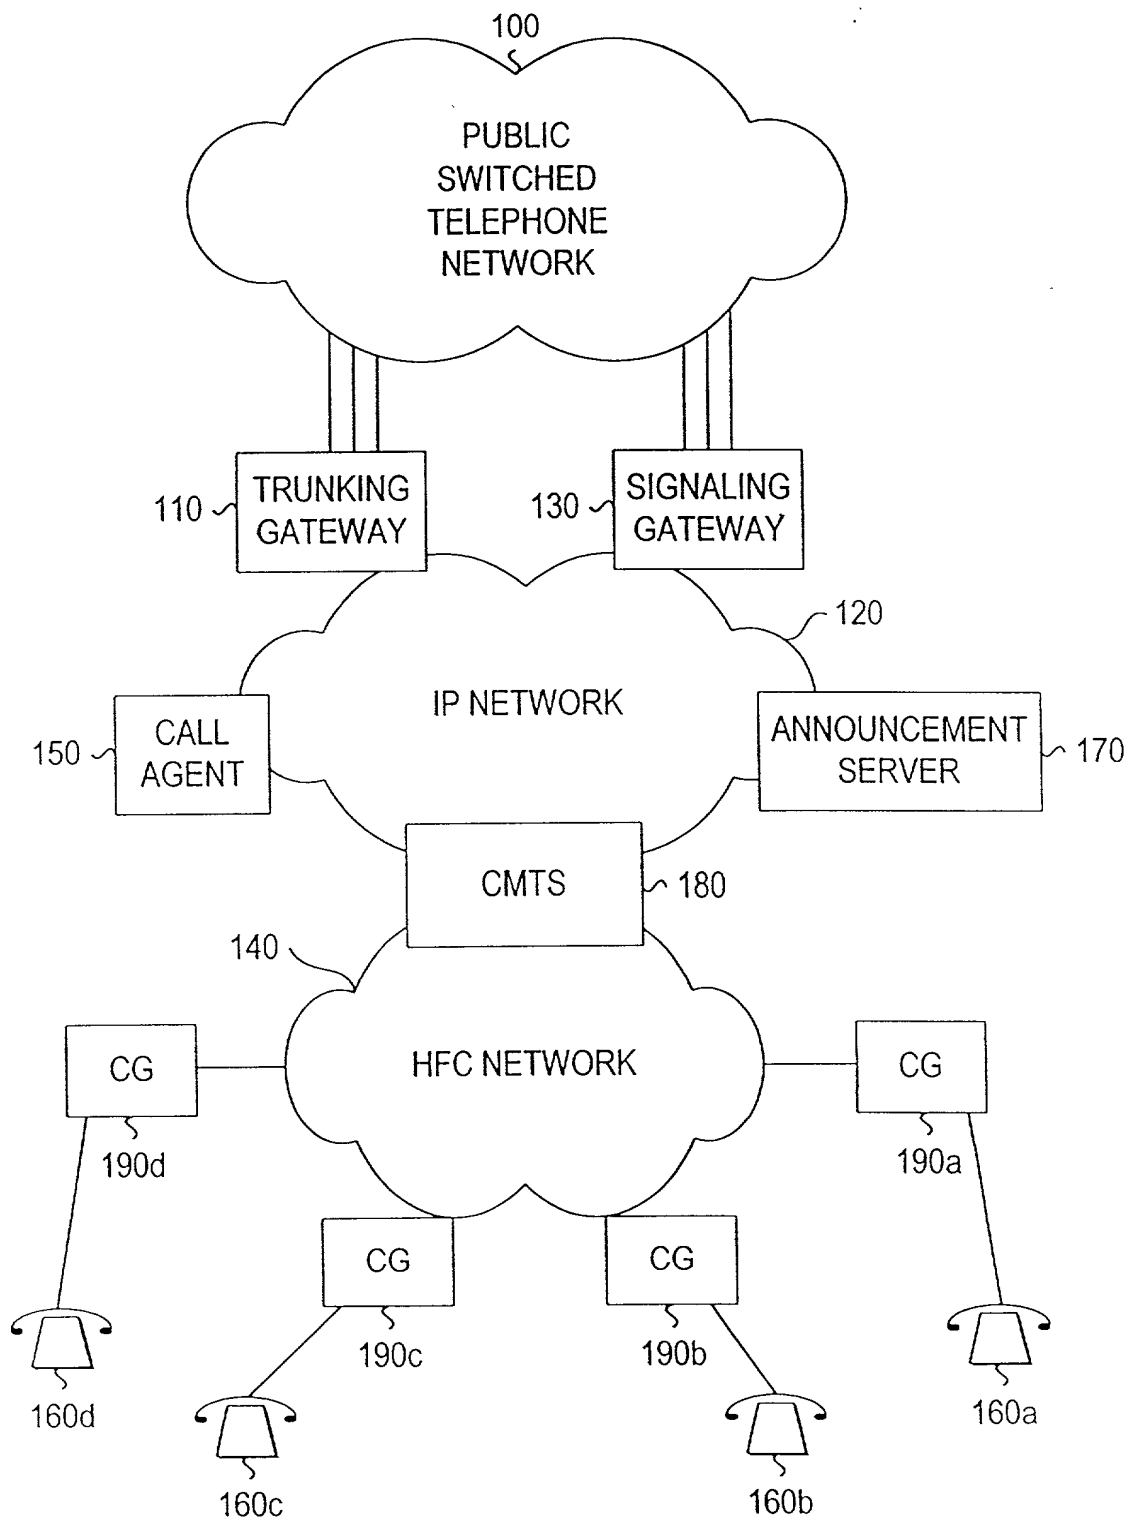 100
PUBLIC
SWITCHED
TELEPHONE
NETWORK
110
TRUNKING
GATEWAY
130
SIGNALING
GATEWAY
120
IP NETWORK
150
CALL
AGENT
ANNOUNCEMENT
SERVER
170
CMTS
180
140
HFC NETWORK
CG
190d
CG
190a
CG
190c
CG
190b
160d
160c
160b
160a